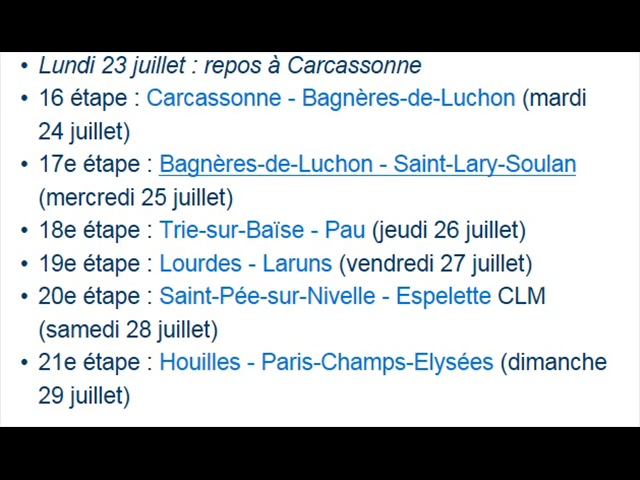 • Lundi 23 juillet : repos à Carcassonne
• 16 étape : Carcassonne - Bagnères-de-Luchon (mardi
24 juillet)
• 17e étape : Bagnères-de-Luchon - Saint-Lary-Soulan
(mercredi 25 juillet)
• 18e étape : Trie-sur-Baïse - Pau (jeudi 26 juillet)
• 19e étape : Lourdes - Laruns (vendredi 27 juillet)
• 20e étape : Saint-Pée-sur-Nivelle - Espelette CLM
(samedi 28 juillet)
• 21e étape : Houilles - Paris-Champs-Elysées (dimanche
29 juillet)